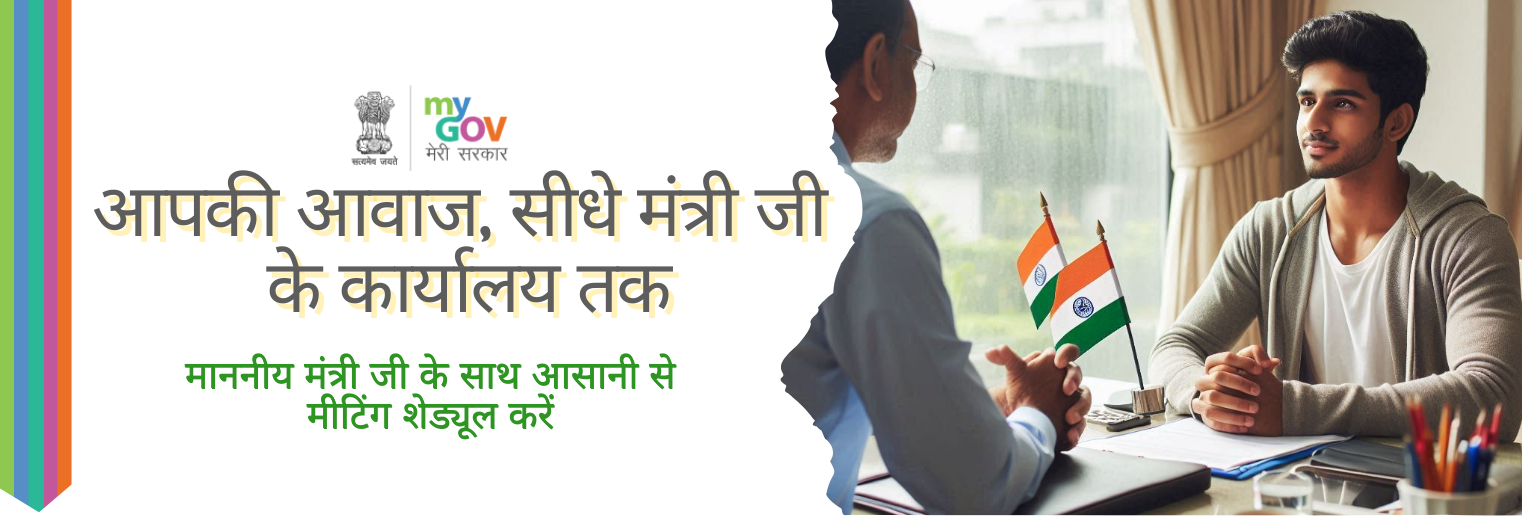 सत्यमेव जयते
my
GOV
मेरी सरकार
आपकी आवाज, सीधे मंत्री जी
के कार्यालय तक
माननीय मंत्री जी के साथ आसानी से
मीटिंग शेड्यूल करें